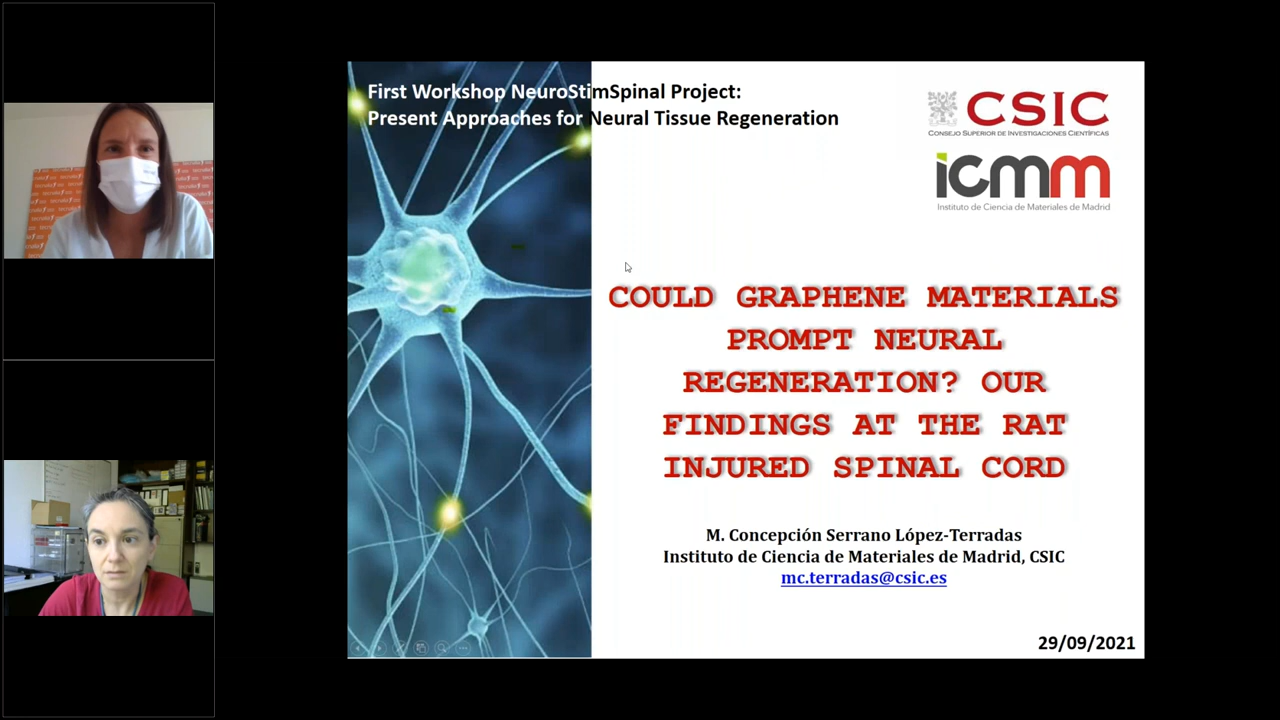 First Workshop NeuroStimSpinal Project:
Present Approaches for Neural Tissue Regeneration
CSIC
CONSEJO SUPERIOR DE INVESTIGACIONES CIENTÍFICAS
icmm
Instituto de Ciencia de Materiales de Madrid
COULD GRAPHENE MATERIALS
PROMPT NEURAL
REGENERATION? OUR
FINDINGS AT THE RAT
INJURED SPINAL CORD
M. Concepción Serrano López-Terradas
Instituto de Ciencia de Materiales de Madrid, CSIC
mc.terradas@csic.es
29/09/2021